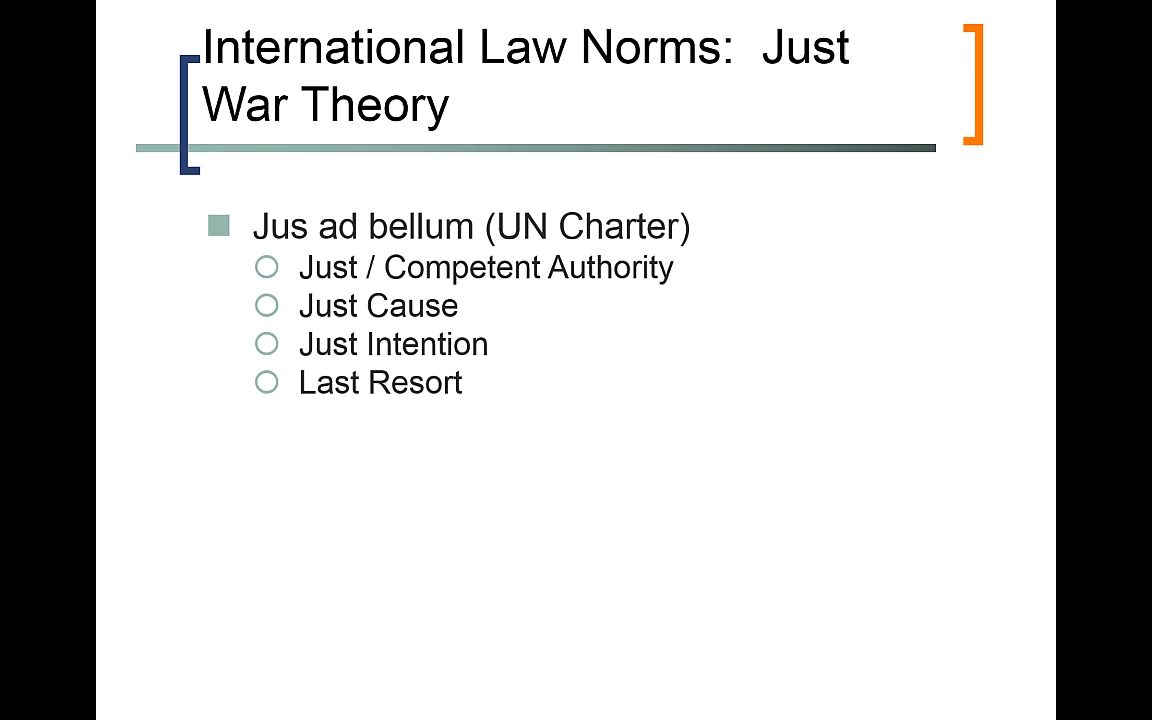 International Law Norms:  Just
War Theory
Jus ad bellum (UN Charter)
Just / Competent Authority
Just Cause
Just Intention
Last Resort